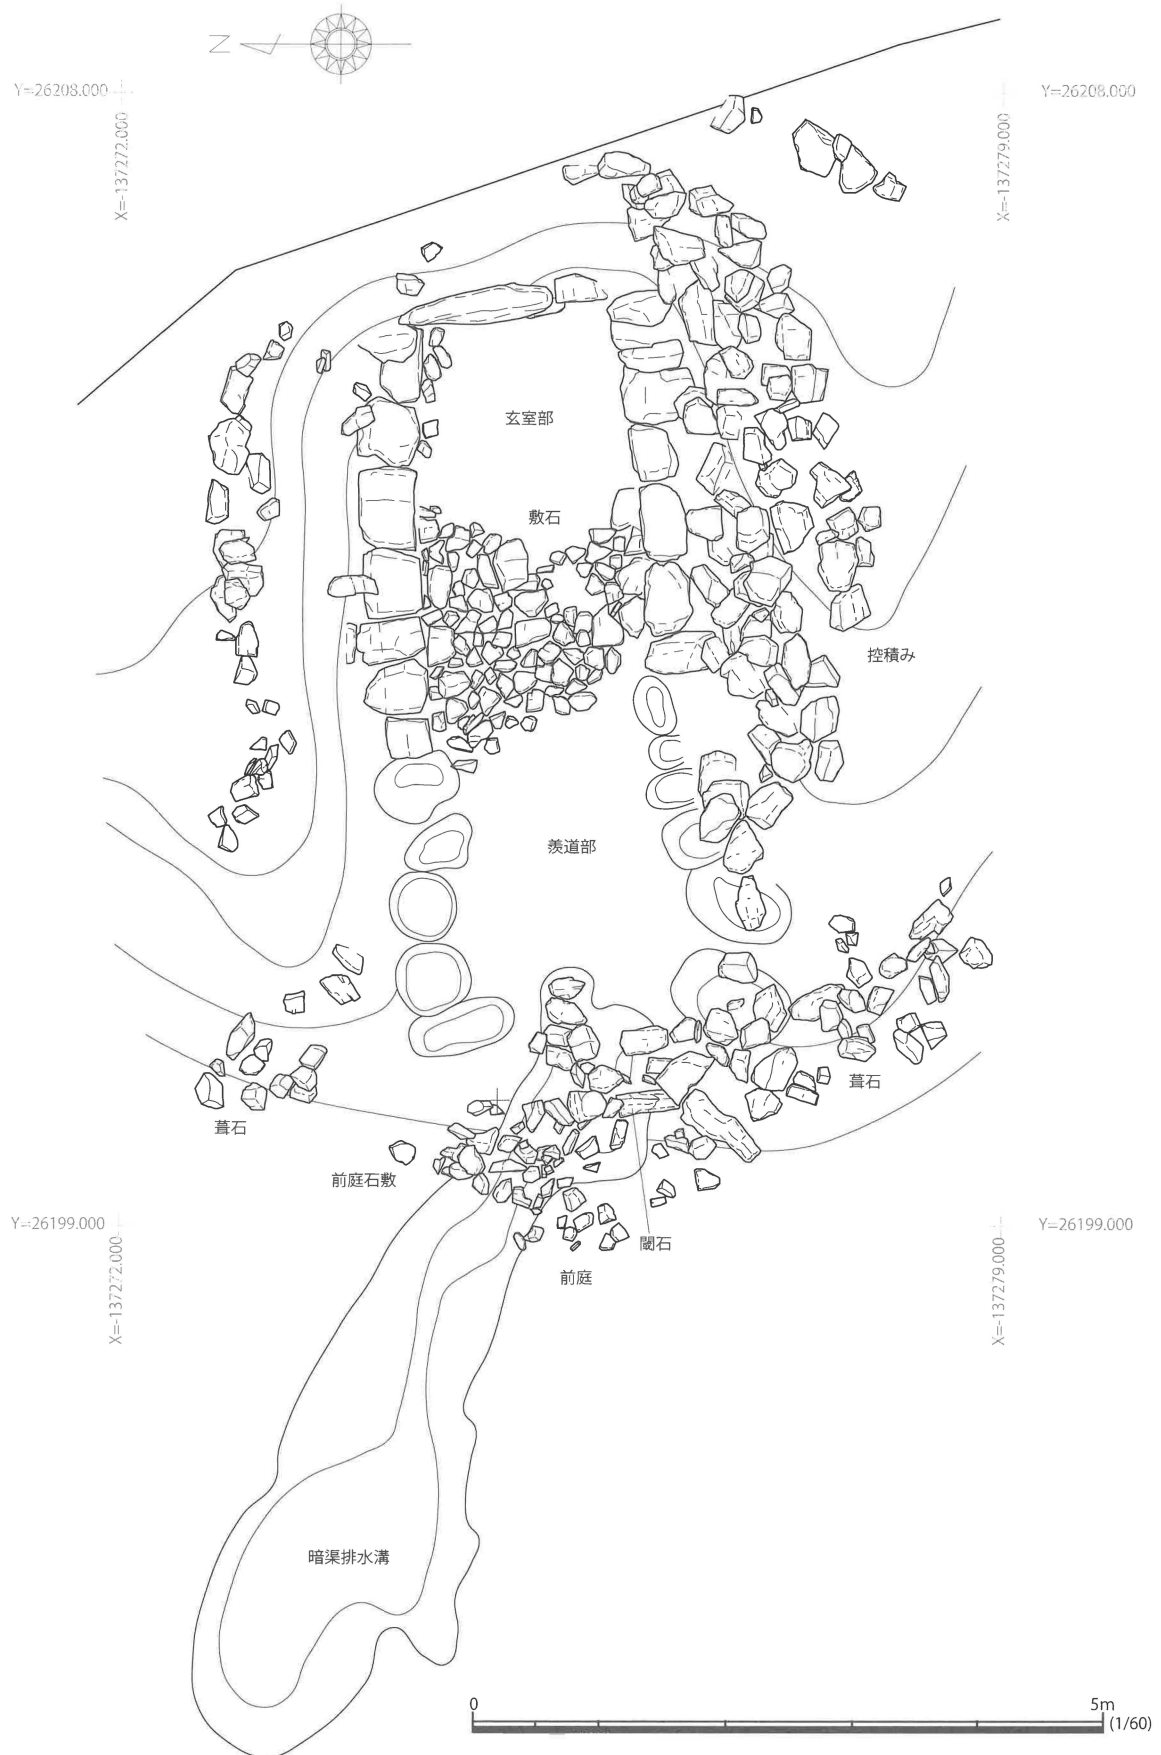 N
Y=26208.000
Y=26208.000
X=-137272.000
X=-137279.000
玄室部
敷石
控積み
羨道部
葺石
葺石
前庭石敷
Y=26199.000
Y=26199.000
閾石
X=-137272.000
X=-137279.000
前庭
暗渠排水溝
0
5m
(1/60)